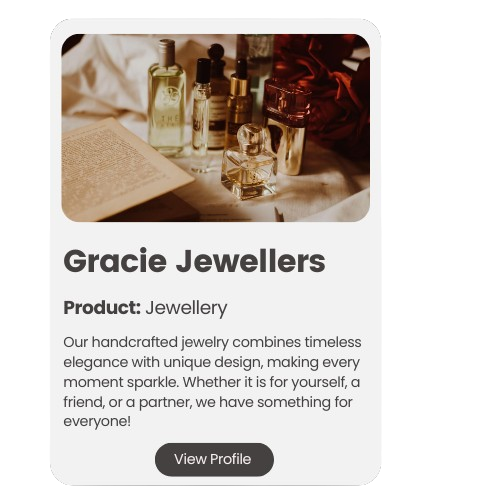 Gracie Jewellers
Product: Jewellery
Our handcrafted jewelry combines timeless
elegance with unique design, making every
moment sparkle. Whether it is for yourself, a
friend, or a partner, we have something for
everyone!
View Profile